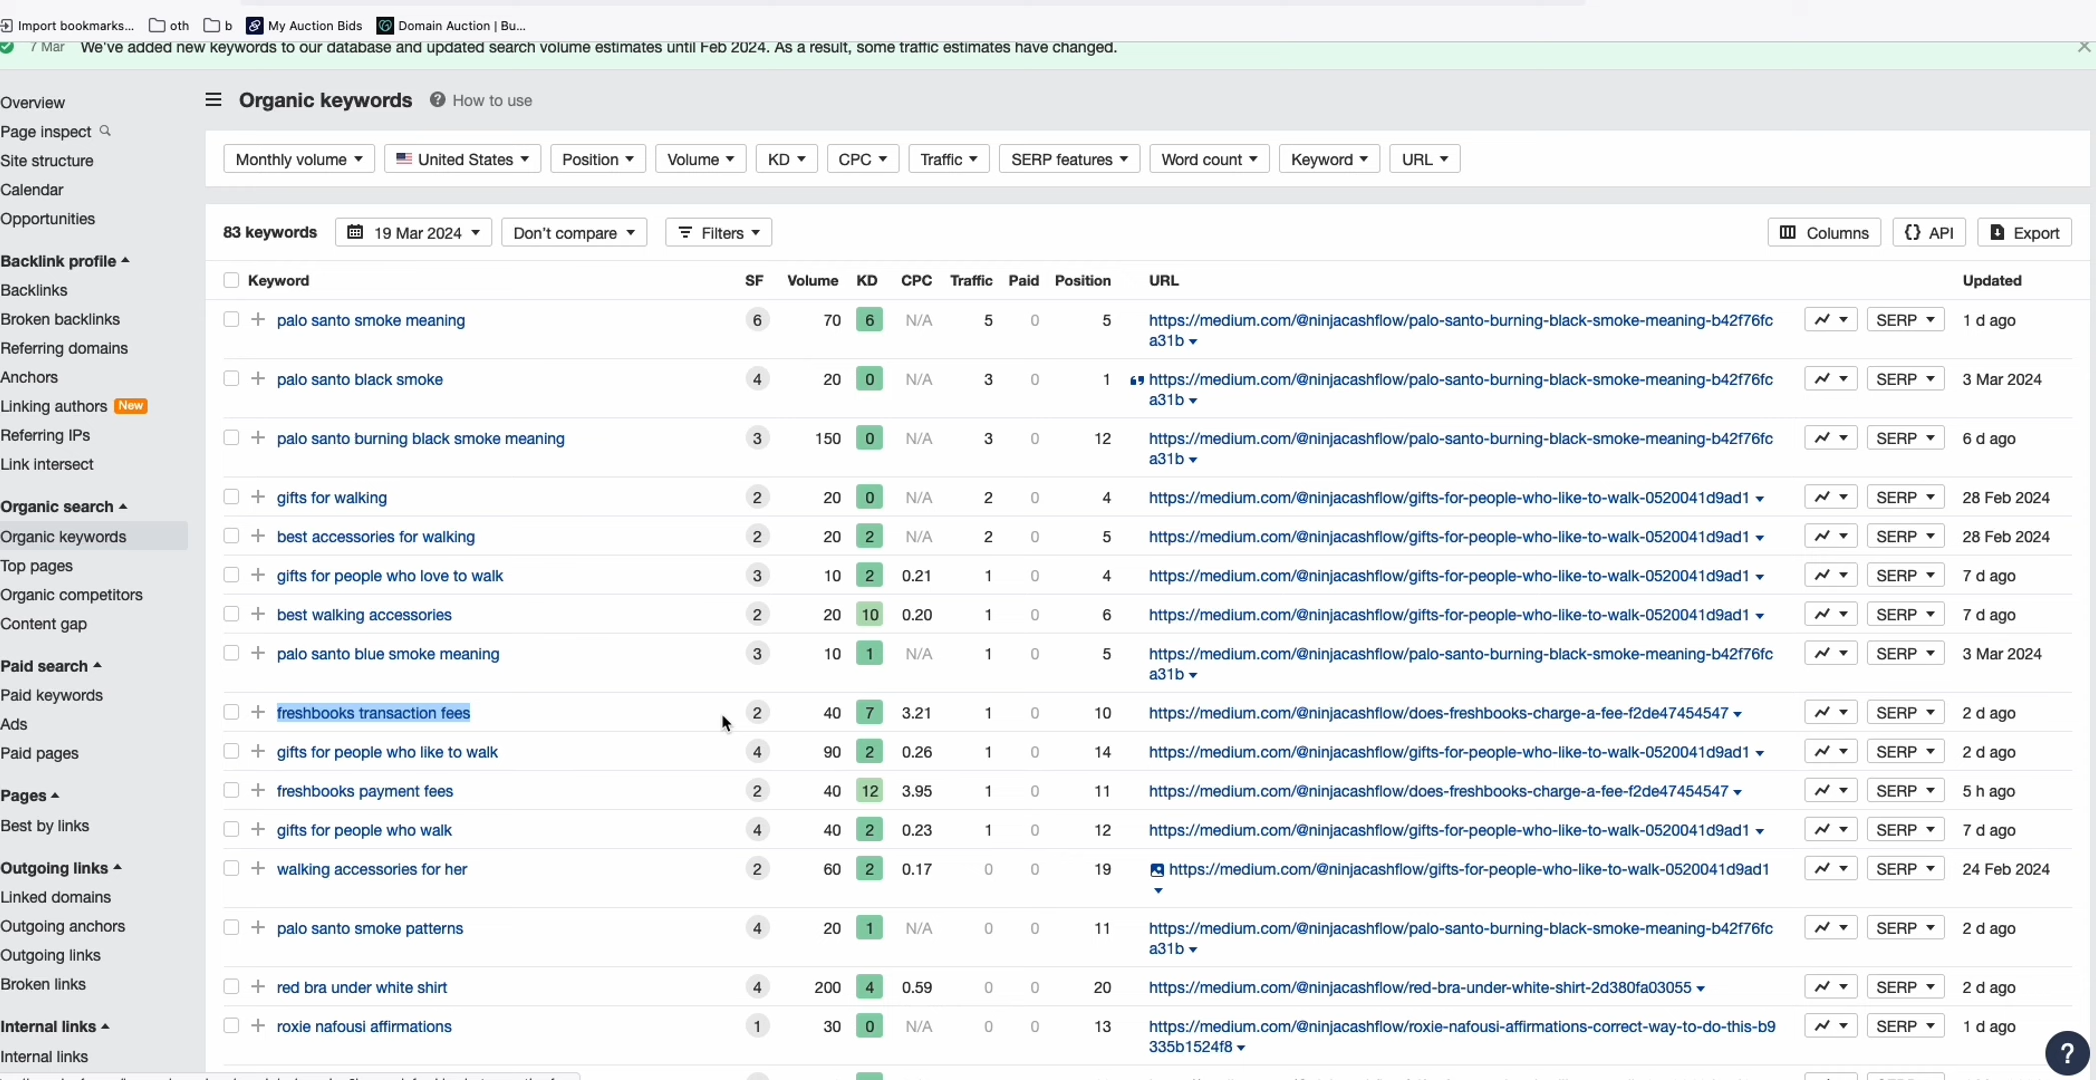 Import bookmarks... oth b My Auction Bids Domain Auction | Bu...
7 Mar We've added new keywords to our database and updated search volume estimates until Feb 2024. As a result, some traffic estimates have changed.
Overview
Page inspect
Site structure
Calendar
Opportunities
Backlink profile
Backlinks
Broken backlinks
Referring domains
Anchors
Linking authors New
Referring IPs
Link intersect
Organic search
Organic keywords
Top pages
Organic competitors
Content gap
Paid search
Paid keywords
Ads
Paid pages
Pages
Best by links
Outgoing links
Linked domains
Outgoing anchors
Outgoing links
Broken links
Internal links
Internal links
Organic keywords ? How to use
Monthly volume United States Position Volume KD CPC Traffic SERP features Word count Keyword URL
83 keywords 19 Mar 2024 Don't compare Filters Columns {} API Export
Keyword SF Volume KD CPC Traffic Paid Position URL Updated
palo santo smoke meaning 6 70 6 N/A 5 0 5 https://medium.com/@ninjacashflow/palo-santo-burning-black-smoke-meaning-b42f76fc SERP 1 d ago
a31b
palo santo black smoke 4 20 0 N/A 3 0 1 https://medium.com/@ninjacashflow/palo-santo-burning-black-smoke-meaning-b42f76fc SERP 3 Mar 2024
a31b
palo santo burning black smoke meaning 3 150 0 N/A 3 0 12 https://medium.com/@ninjacashflow/palo-santo-burning-black-smoke-meaning-b42f76fc SERP 6 d ago
a31b
gifts for walking 2 20 0 N/A 2 0 4 https://medium.com/@ninjacashflow/gifts-for-people-who-like-to-walk-0520041d9ad1 SERP 28 Feb 2024
best accessories for walking 2 20 2 N/A 2 0 5 https://medium.com/@ninjacashflow/gifts-for-people-who-like-to-walk-0520041d9ad1 SERP 28 Feb 2024
gifts for people who love to walk 3 10 2 0.21 1 0 4 https://medium.com/@ninjacashflow/gifts-for-people-who-like-to-walk-0520041d9ad1 SERP 7 d ago
best walking accessories 2 20 10 0.20 1 0 6 https://medium.com/@ninjacashflow/gifts-for-people-who-like-to-walk-0520041d9ad1 SERP 7 d ago
palo santo blue smoke meaning 3 10 1 N/A 1 0 5 https://medium.com/@ninjacashflow/palo-santo-burning-black-smoke-meaning-b42f76fc SERP 3 Mar 2024
a31b
freshbooks transaction fees 2 40 7 3.21 1 0 10 https://medium.com/@ninjacashflow/does-freshbooks-charge-a-fee-f2de47454547 SERP 2 d ago
gifts for people who like to walk 4 90 2 0.26 1 0 14 https://medium.com/@ninjacashflow/gifts-for-people-who-like-to-walk-0520041d9ad1 SERP 2 d ago
freshbooks payment fees 2 40 12 3.95 1 0 11 https://medium.com/@ninjacashflow/does-freshbooks-charge-a-fee-f2de47454547 SERP 5 h ago
gifts for people who walk 4 40 2 0.23 1 0 12 https://medium.com/@ninjacashflow/gifts-for-people-who-like-to-walk-0520041d9ad1 SERP 7 d ago
walking accessories for her 2 60 2 0.17 0 0 19 https://medium.com/@ninjacashflow/gifts-for-people-who-like-to-walk-0520041d9ad1 SERP 24 Feb 2024
palo santo smoke patterns 4 20 1 N/A 0 0 11 https://medium.com/@ninjacashflow/palo-santo-burning-black-smoke-meaning-b42f76fc SERP 2 d ago
a31b
red bra under white shirt 4 200 4 0.59 0 0 20 https://medium.com/@ninjacashflow/red-bra-under-white-shirt-2d380fa03055 SERP 2 d ago
roxie nafousi affirmations 1 30 0 N/A 0 0 13 https://medium.com/@ninjacashflow/roxie-nafousi-affirmations-correct-way-to-do-this-b9 SERP 1 d ago
335b1524f8
?